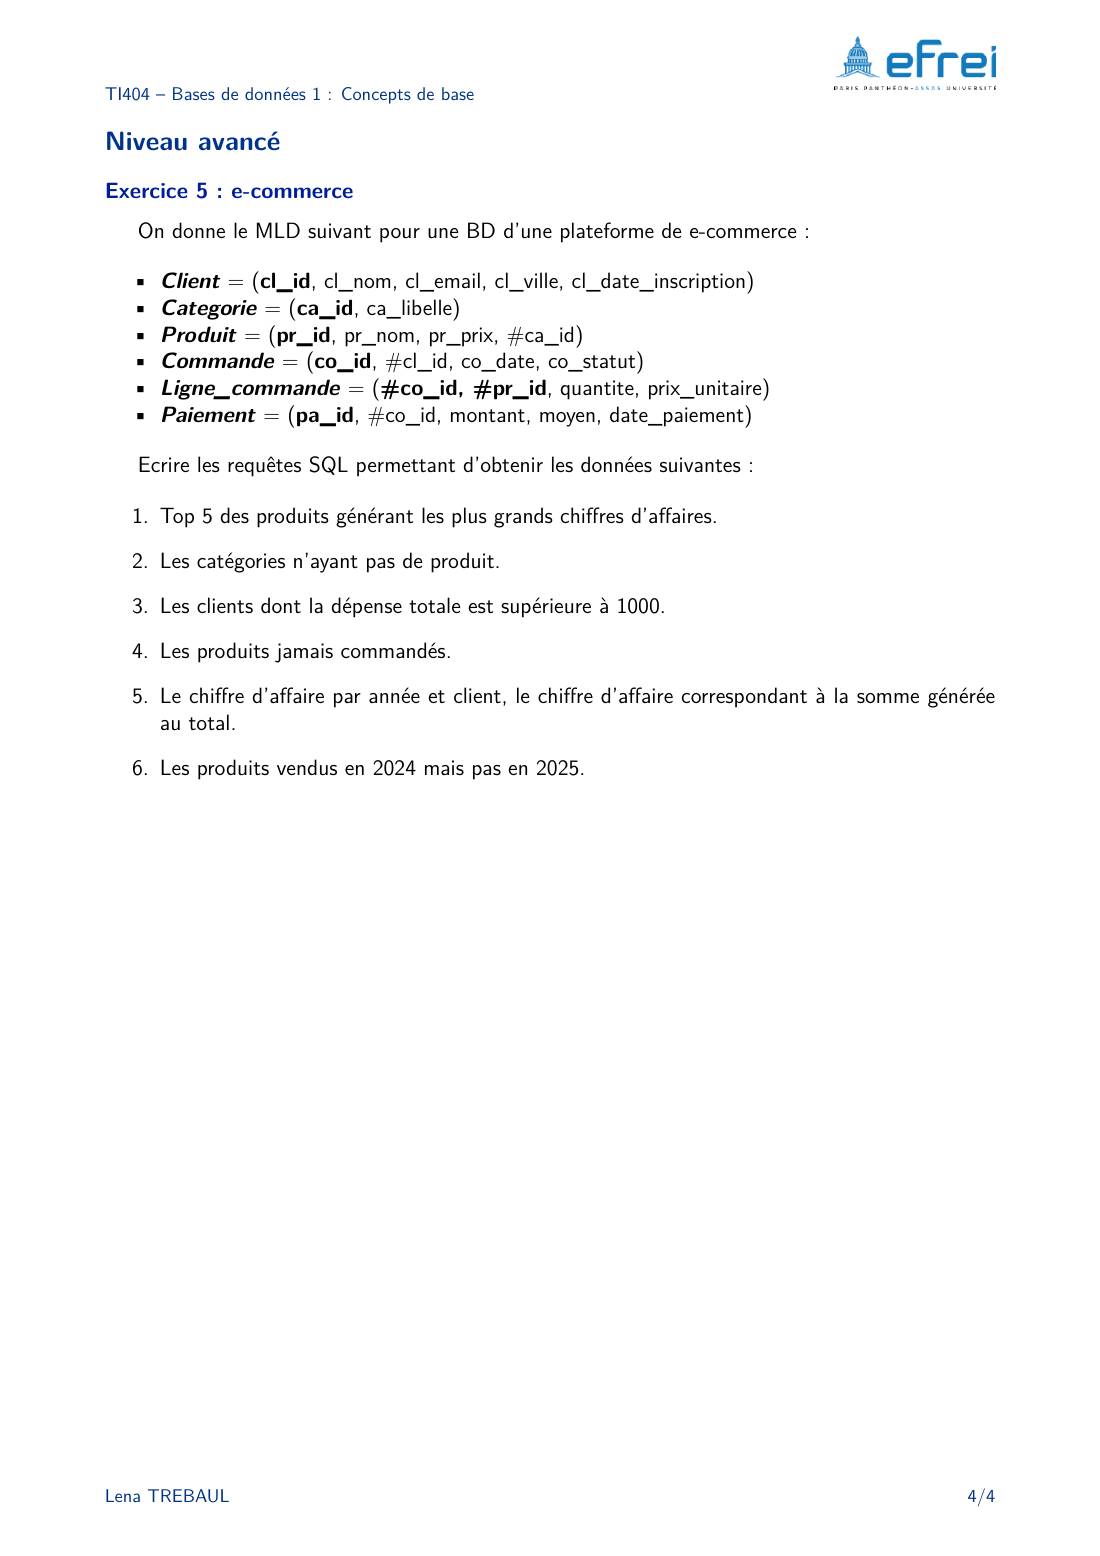 efrei
PARIS PANTHÉON-ASSAS UNIVERSITÉ
TI404 – Bases de données 1 : Concepts de base
Niveau avancé
Exercice 5 : e-commerce
On donne le MLD suivant pour une BD d'une plateforme de e-commerce :
▪ Client = (cl_id, cl_nom, cl_email, cl_ville, cl_date_inscription)
▪ Categorie = (ca_id, ca_libelle)
▪ Produit = (pr_id, pr_nom, pr_prix, #ca_id)
▪ Commande = (co_id, #cl_id, co_date, co_statut)
▪ Ligne_commande = (#co_id, #pr_id, quantite, prix_unitaire)
▪ Paiement = (pa_id, #co_id, montant, moyen, date_paiement)
Ecrire les requêtes SQL permettant d'obtenir les données suivantes :
1. Top 5 des produits générant les plus grands chiffres d'affaires.
2. Les catégories n'ayant pas de produit.
3. Les clients dont la dépense totale est supérieure à 1000.
4. Les produits jamais commandés.
5. Le chiffre d'affaire par année et client, le chiffre d'affaire correspondant à la somme générée
au total.
6. Les produits vendus en 2024 mais pas en 2025.
Lena TREBAUL
4/4